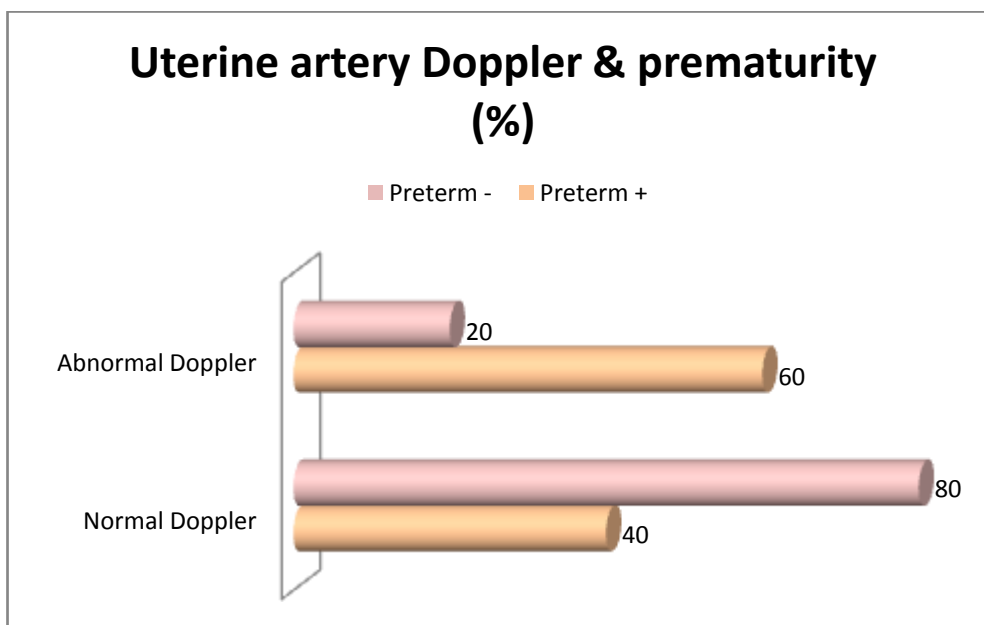 Uterine artery Doppler & prematurity
(%)
Preterm - Preterm +
20
Abnormal Doppler
60
80
Normal Doppler
40